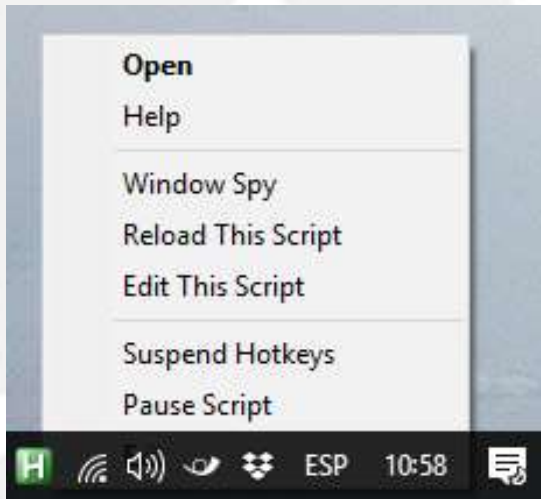 Open
Help
Window Spy
Reload This Script
Edit This Script
Suspend Hotkeys
Pause Script
H ESP 10:58